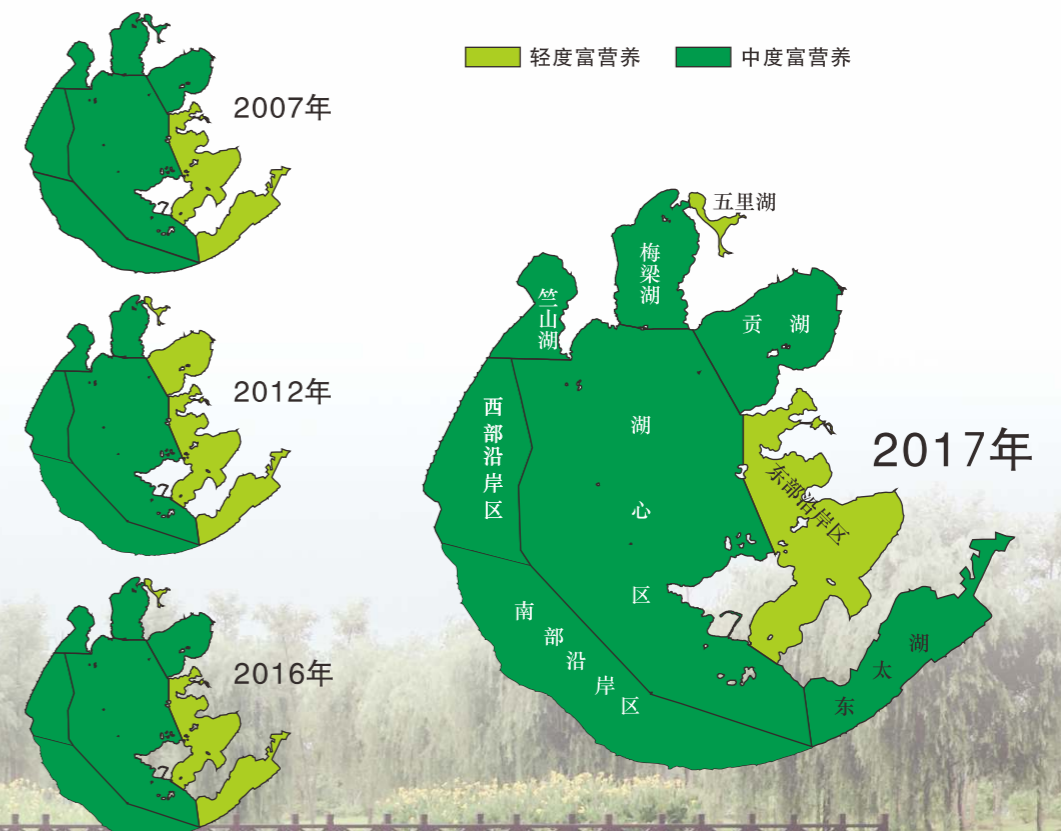 轻度富营养
中度富营养
2007年
2012年
2016年
2017年
五里湖
梅梁湖
竺山湖
贡湖
西部沿岸区
湖心区
东部沿岸区
南部沿岸区
东太湖